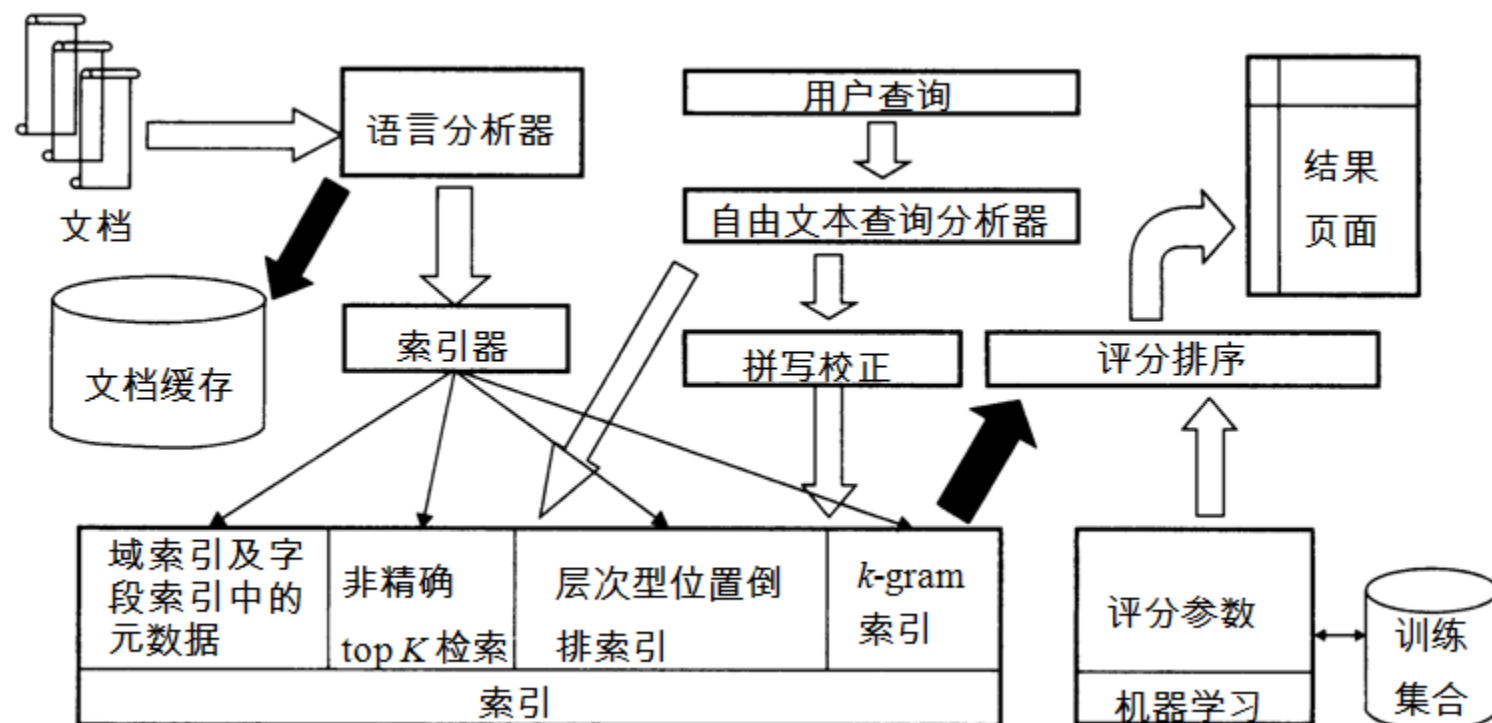 用户查询
语言分析器
自由文本查询分析器
结果
页面
文档
索引器
拼写校正
评分排序
文档缓存
域索引及字
段索引中的
元数据
非精确
top K 检索
层次型位置倒
排索引
k-gram
索引
索引
评分参数
机器学习
训练
集合